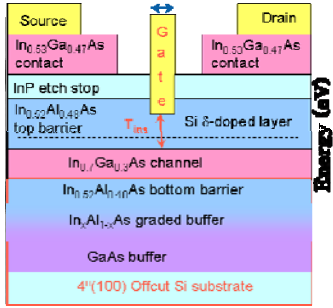 Source
Gate
Drain
In0.53Ga0.47As
contact
In0.53Ga0.47As
contact
InP etch stop
In0.52Al0.48As
top barrier
Tins
Si δ-doped layer
In0.7Ga0.3As channel
In0.52Al0.48As bottom barrier
InxAl1-xAs graded buffer
GaAs buffer
4"(100) Offcut Si substrate
Energy (eV)